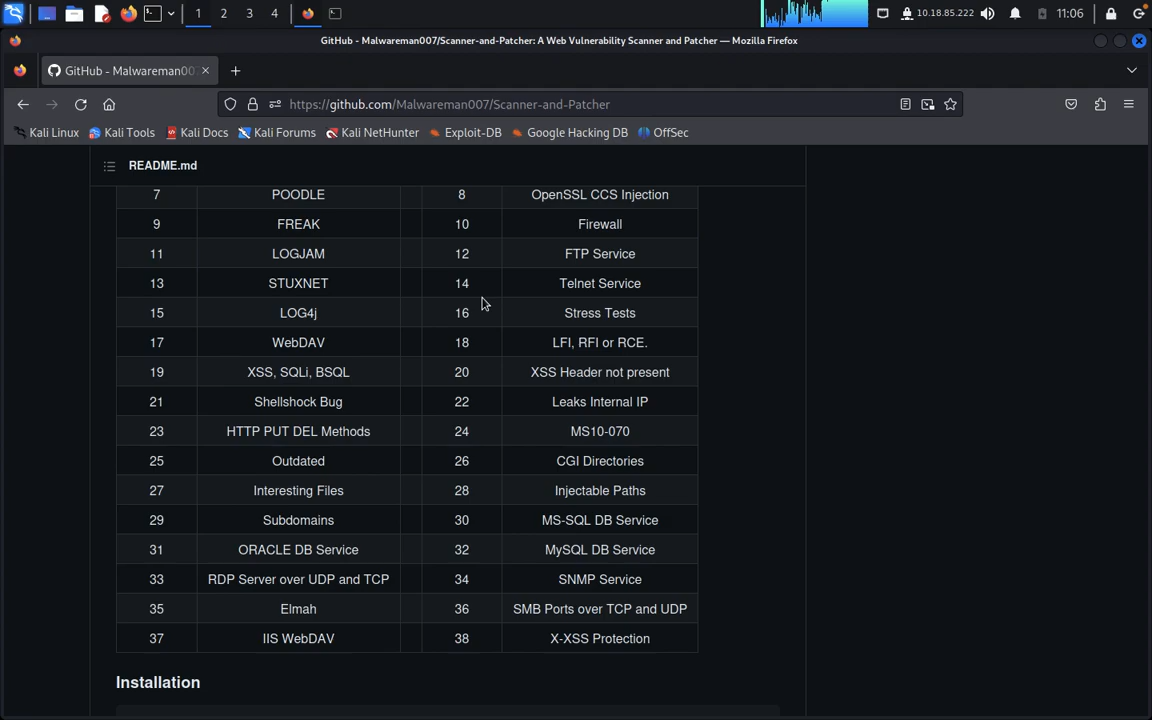 1 2 3 4 10.18.85.222 11:06
GitHub - Malwareman007/Scanner-and-Patcher: A Web Vulnerability Scanner and Patcher — Mozilla Firefox
GitHub - Malwareman00
https://github.com/Malwareman007/Scanner-and-Patcher
Kali Linux Kali Tools Kali Docs Kali Forums Kali NetHunter Exploit-DB Google Hacking DB OffSec
README.md
7 POODLE 8 OpenSSL CCS Injection
9 FREAK 10 Firewall
11 LOGJAM 12 FTP Service
13 STUXNET 14 Telnet Service
15 LOG4j 16 Stress Tests
17 WebDAV 18 LFI, RFI or RCE.
19 XSS, SQLi, BSQL 20 XSS Header not present
21 Shellshock Bug 22 Leaks Internal IP
23 HTTP PUT DEL Methods 24 MS10-070
25 Outdated 26 CGI Directories
27 Interesting Files 28 Injectable Paths
29 Subdomains 30 MS-SQL DB Service
31 ORACLE DB Service 32 MySQL DB Service
33 RDP Server over UDP and TCP 34 SNMP Service
35 Elmah 36 SMB Ports over TCP and UDP
37 IIS WebDAV 38 X-XSS Protection
Installation